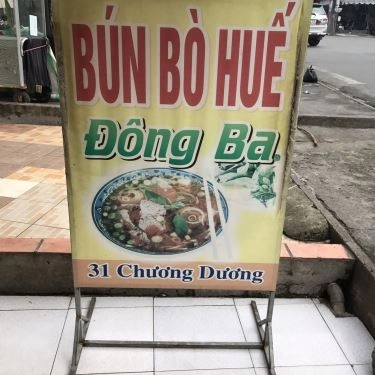 BÚN BÒ HUẾ
Đông Ba
31 Chương Dương